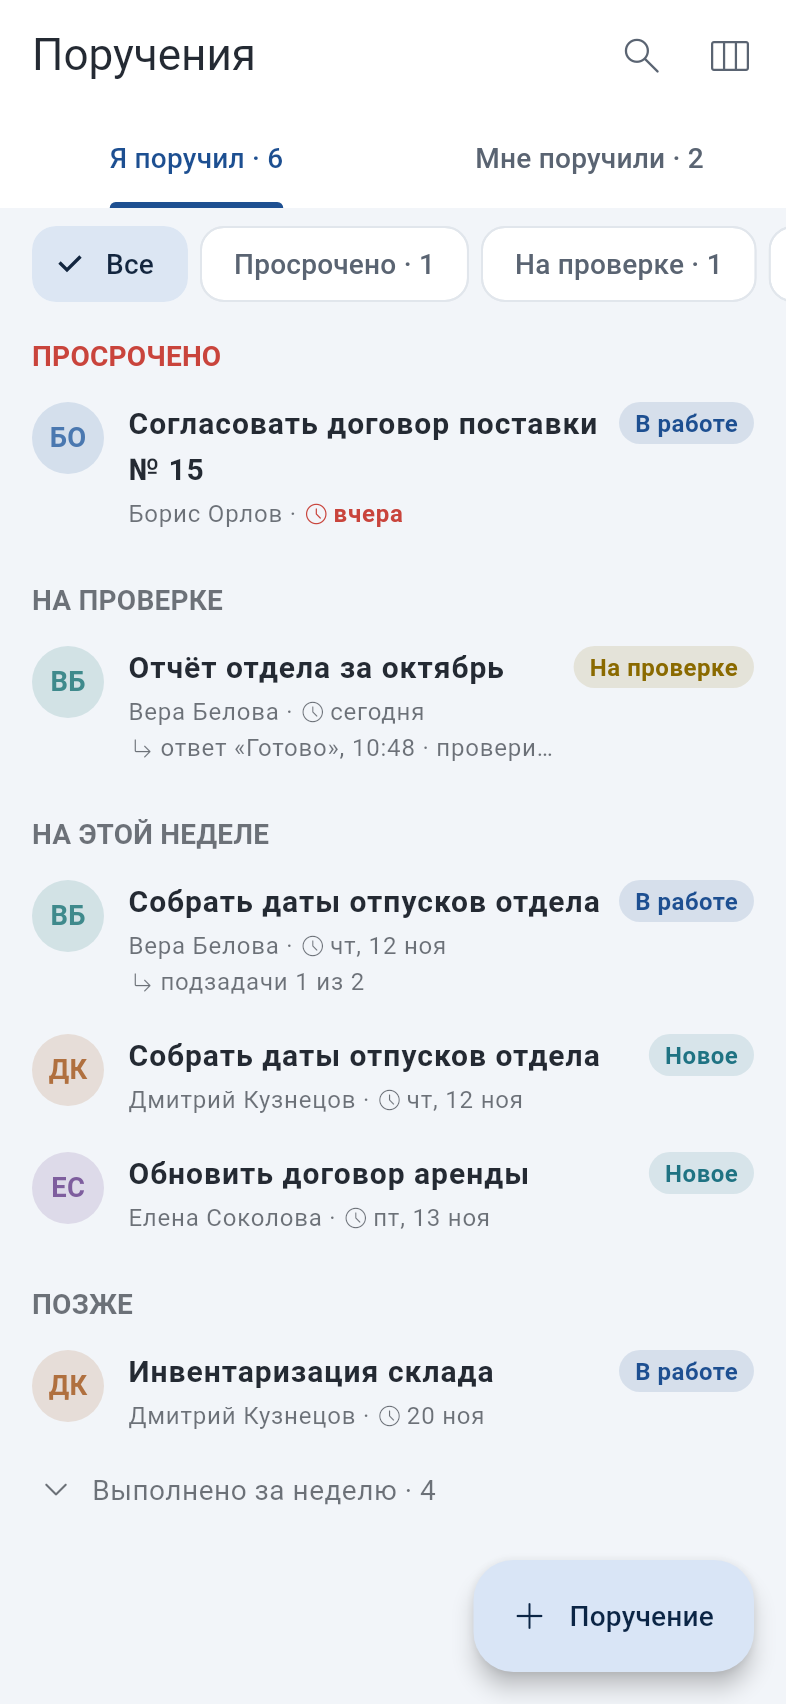 Поручения
Я поручил · 6
Мне поручили · 2
Все
Просрочено · 1
На проверке · 1
ПРОСРОЧЕНО
БО
Согласовать договор поставки
№ 15
В работе
Борис Орлов · вчера
НА ПРОВЕРКЕ
ВБ
Отчёт отдела за октябрь
На проверке
Вера Белова · сегодня
ответ «Готово», 10:48 · провери…
НА ЭТОЙ НЕДЕЛЕ
ВБ
Собрать даты отпусков отдела
В работе
Вера Белова · чт, 12 ноя
подзадачи 1 из 2
ДК
Собрать даты отпусков отдела
Новое
Дмитрий Кузнецов · чт, 12 ноя
ЕС
Обновить договор аренды
Новое
Елена Соколова · пт, 13 ноя
ПОЗЖЕ
ДК
Инвентаризация склада
В работе
Дмитрий Кузнецов · 20 ноя
Выполнено за неделю · 4
Поручение